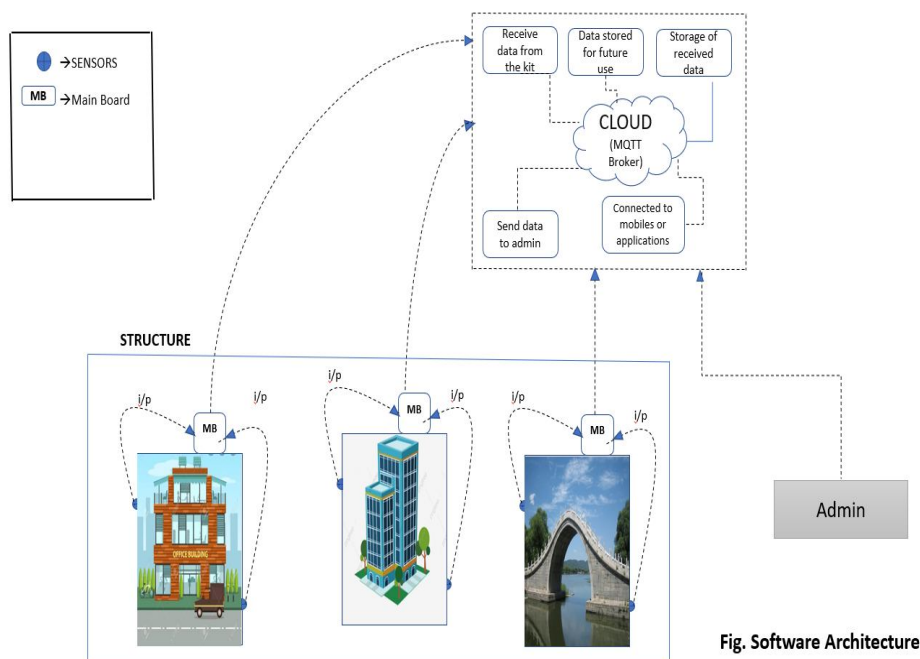 →SENSORS
MB →Main Board
Receive
data from
the kit
Data stored
for future
use
Storage of
received
data
CLOUD
(MQTT
Broker)
Send data
to admin
Connected to
mobiles or
applications
STRUCTURE
i/p
i/p
MB
i/p
i/p
MB
i/p
i/p
MB
OFFICE BUILDING
Admin
Fig. Software Architecture